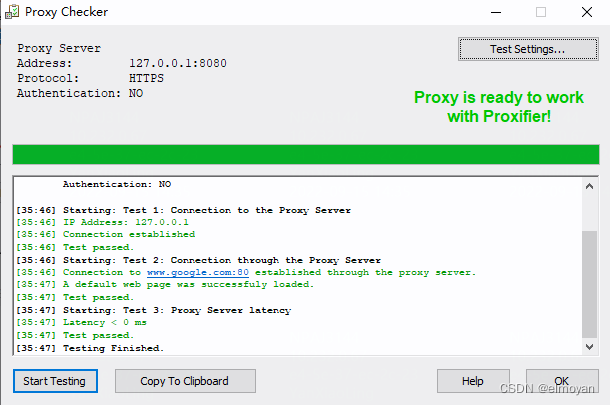 Proxy Checker
Proxy Server
Address: 127.0.0.1:8080
Protocol: HTTPS
Authentication: NO
Test Settings...
Proxy is ready to work
with Proxifier!
Authentication: NO
[35:46] Starting: Test 1: Connection to the Proxy Server
[35:46] IP Address: 127.0.0.1
[35:46] Connection established
[35:46] Test passed.
[35:46] Starting: Test 2: Connection through the Proxy Server
[35:46] Connection to www.google.com:80 established through the proxy server.
[35:47] A default web page was successfuly loaded.
[35:47] Test passed.
[35:47] Starting: Test 3: Proxy Server latency
[35:47] Latency < 0 ms
[35:47] Test passed.
[35:47] Testing Finished.
Start Testing
Copy To Clipboard
Help
OK
CSDN @elmoyan